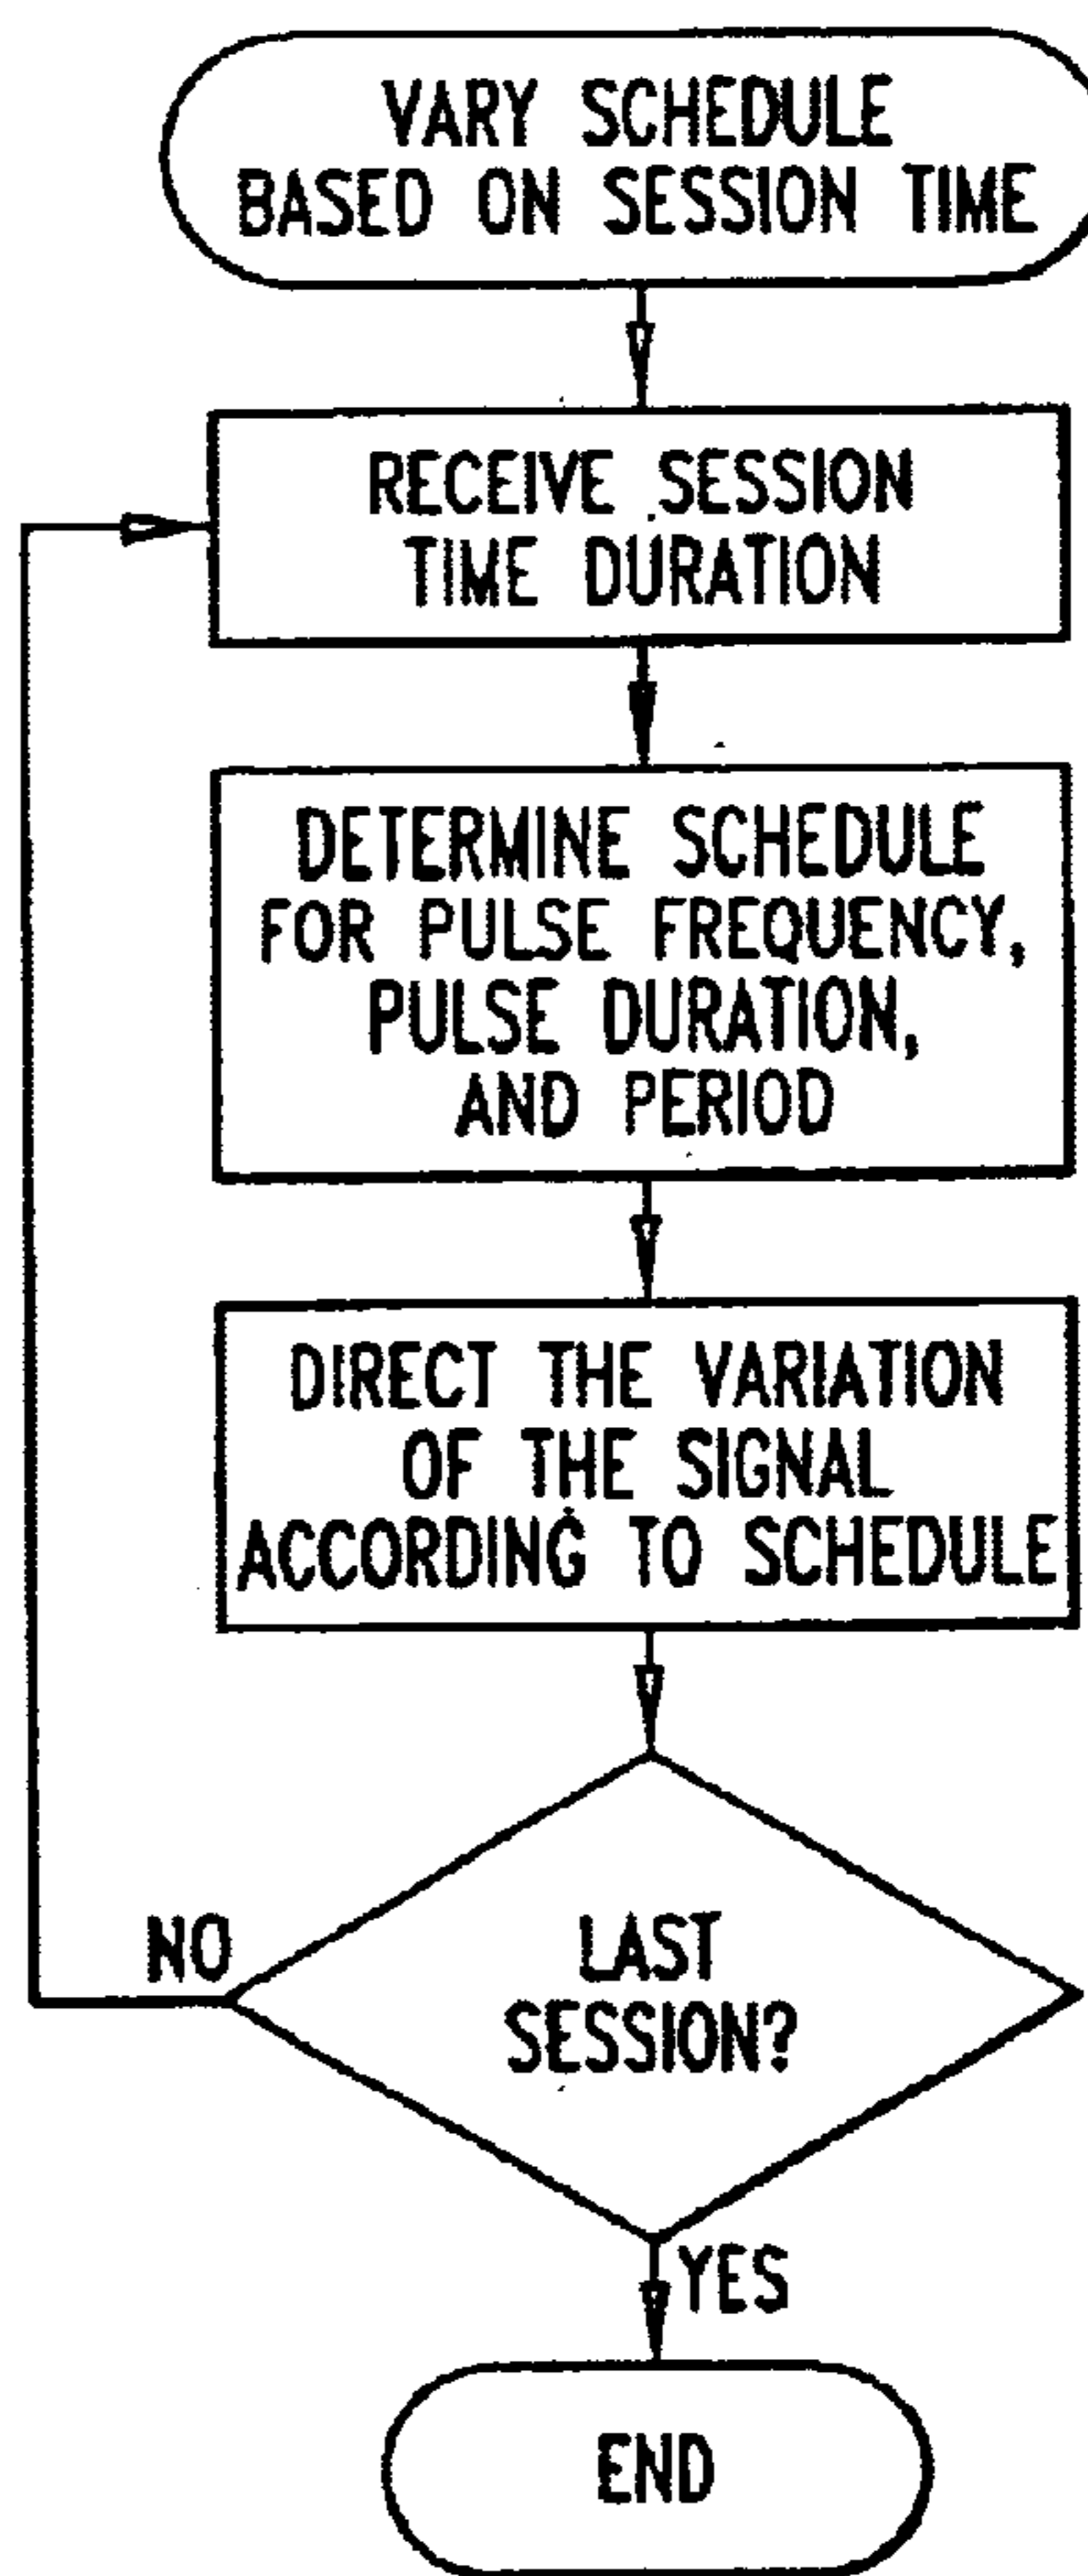 VARY SCHEDULE
BASED ON SESSION TIME
RECEIVE SESSION
TIME DURATION
DETERMINE SCHEDULE
FOR PULSE FREQUENCY,
PULSE DURATION,
AND PERIOD
DIRECT THE VARIATION
OF THE SIGNAL
ACCORDING TO SCHEDULE
NO
LAST
SESSION?
YES
END